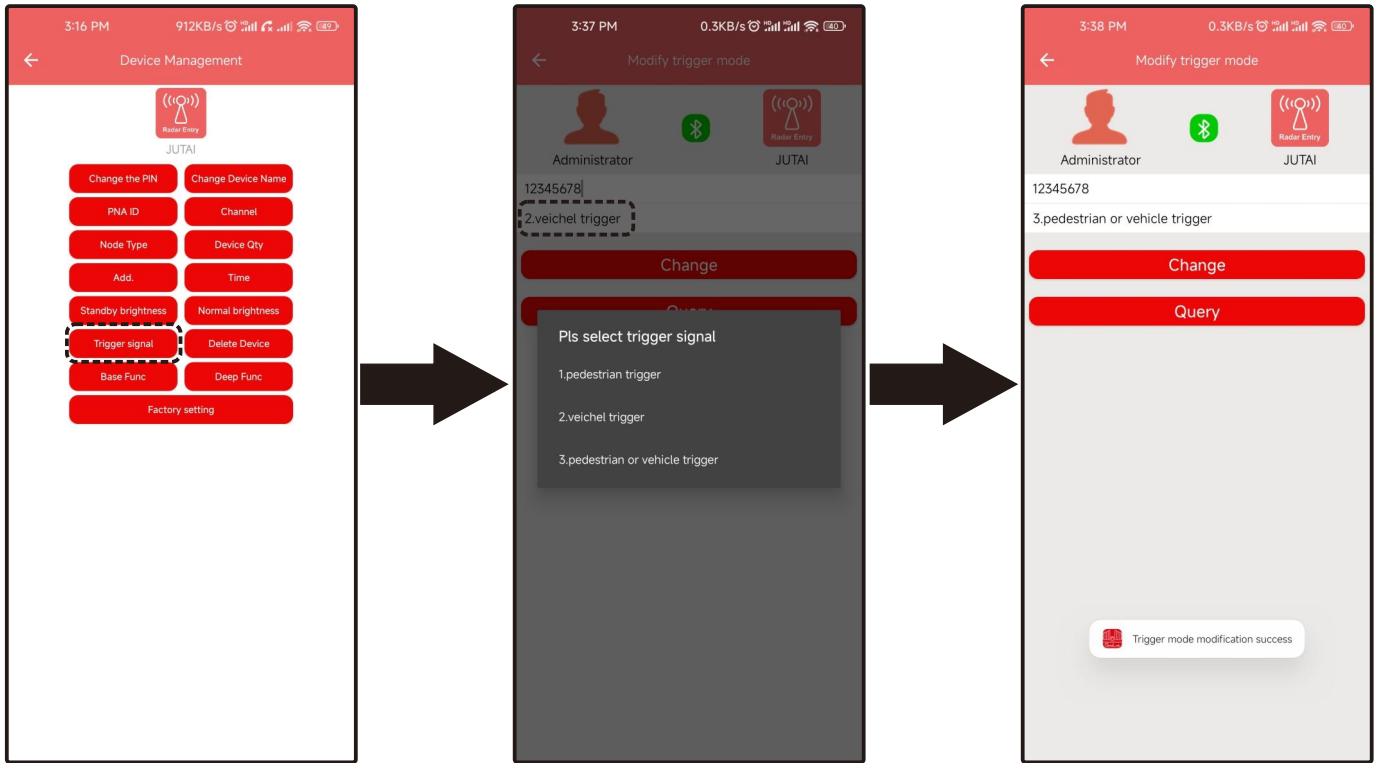 3:16 PM 912KB/s 49
Device Management
Radar Entry
JUTAI
Change the PIN Change Device Name
PNA ID Channel
Node Type Device Qty
Add. Time
Standby brightness Normal brightness
Trigger signal Delete Device
Base Func Deep Func
Factory setting
3:37 PM 0.3KB/s HD HD 40
Modify trigger mode
Radar Entry
Administrator JUTAI
12345678
2.veichel trigger
Change
Query
Pls select trigger signal
1.pedestrian trigger
2.veichel trigger
3.pedestrian or vehicle trigger
3:38 PM 0.3KB/s HD HD 40
Modify trigger mode
Radar Entry
Administrator JUTAI
12345678
3.pedestrian or vehicle trigger
Change
Query
Trigger mode modification success